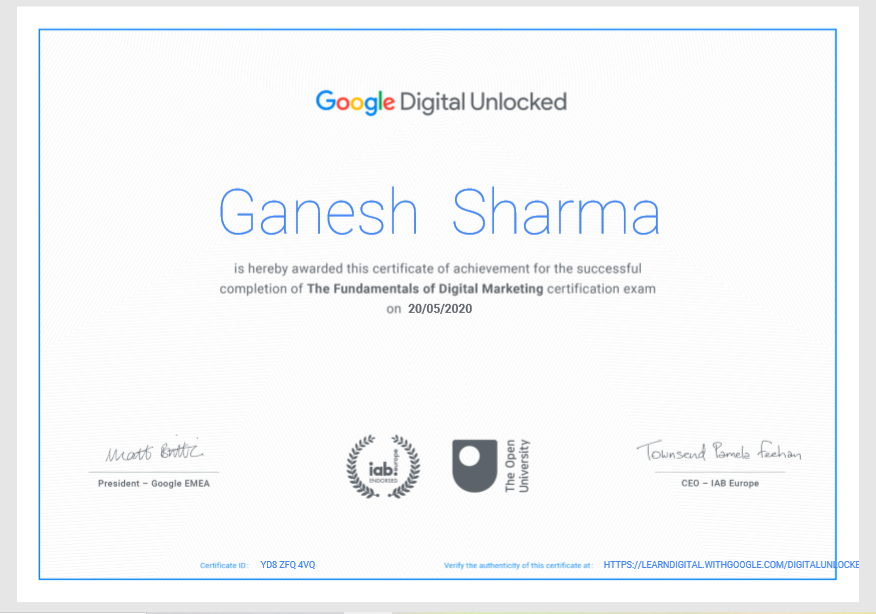 Google Digital Unlocked
Ganesh Sharma
is hereby awarded this certificate of achievement for the successful
completion of The Fundamentals of Digital Marketing certification exam
on 20/05/2020
Matt Brittin
President – Google EMEA
iab: europe
ENDORSED
The Open
University
Townsend Pamela Feehan
CEO – IAB Europe
Certificate ID: YD8 ZFQ 4VQ
Verify the authenticity of this certificate at: HTTPS://LEARNDIGITAL.WITHGOOGLE.COM/DIGITALUNLOCKE